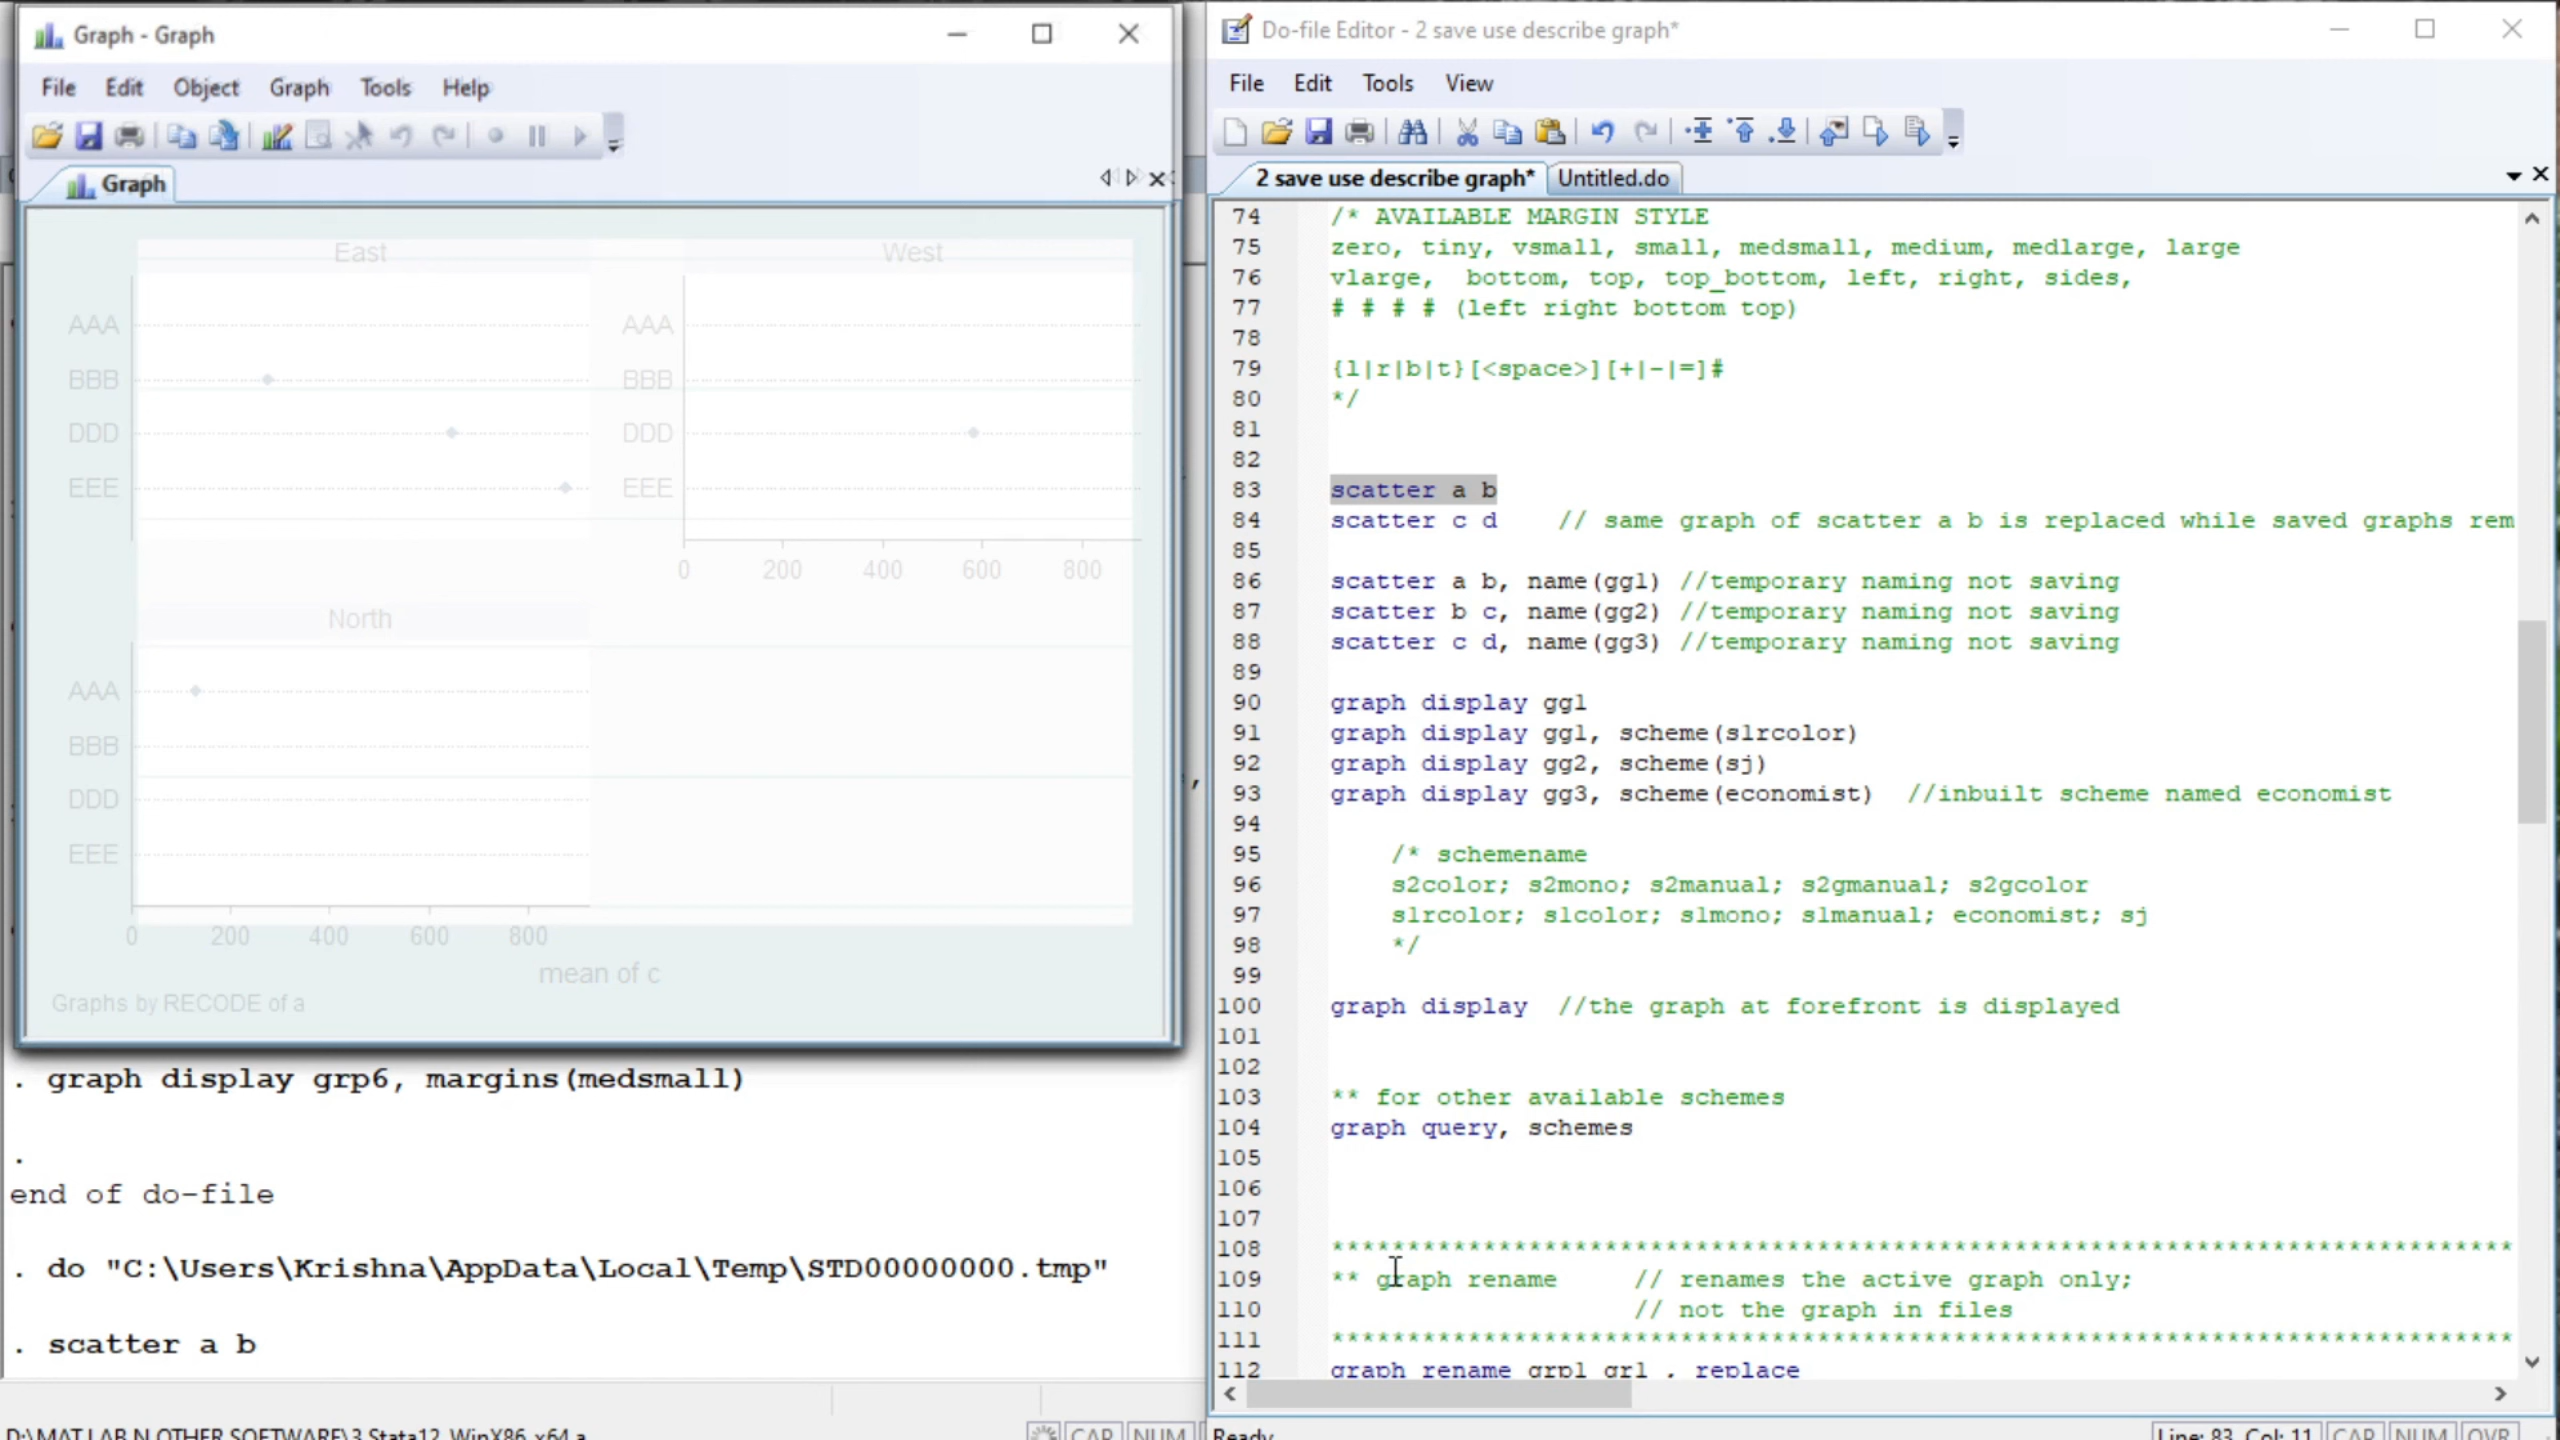 Graph - Graph
File Edit Object Graph Tools Help
Graph
East West
AAA AAA
BBB BBB
DDD DDD
EEE EEE
0 200 400 600 800
North
AAA
BBB
DDD
EEE
0 200 400 600 800
mean of c
Graphs by RECODE of a
. graph display grp6, margins(medsmall)
.
end of do-file
. do "C:\Users\Krishna\AppData\Local\Temp\STD00000000.tmp"
. scatter a b
D:\MAT LAB N OTHER SOFTWARE\3 Stata12_WinX86_x64 a
CAP NUM
Do-file Editor - 2 save use describe graph*
File Edit Tools View
2 save use describe graph* Untitled.do
74 /* AVAILABLE MARGIN STYLE
75 zero, tiny, vsmall, small, medsmall, medium, medlarge, large
76 vlarge, bottom, top, top_bottom, left, right, sides,
77 # # # # (left right bottom top)
78
79 {l|r|b|t}[<space>][+|-|=]#
80 */
81
82
83 scatter a b
84 scatter c d // same graph of scatter a b is replaced while saved graphs rem
85
86 scatter a b, name(gg1) //temporary naming not saving
87 scatter b c, name(gg2) //temporary naming not saving
88 scatter c d, name(gg3) //temporary naming not saving
89
90 graph display gg1
91 graph display gg1, scheme(s1rcolor)
92 graph display gg2, scheme(sj)
93 graph display gg3, scheme(economist) //inbuilt scheme named economist
94
95 /* schemename
96 s2color; s2mono; s2manual; s2gmanual; s2gcolor
97 s1rcolor; s1color; s1mono; s1manual; economist; sj
98 */
99
100 graph display //the graph at forefront is displayed
101
102
103 ** for other available schemes
104 graph query, schemes
105
106
107
108 ******************************************************************************
109 ** graph rename // renames the active graph only;
110 // not the graph in files
111 ******************************************************************************
112 graph rename grp1 gr1 , replace
Ready Line: 83, Col: 11 CAP NUM OVR